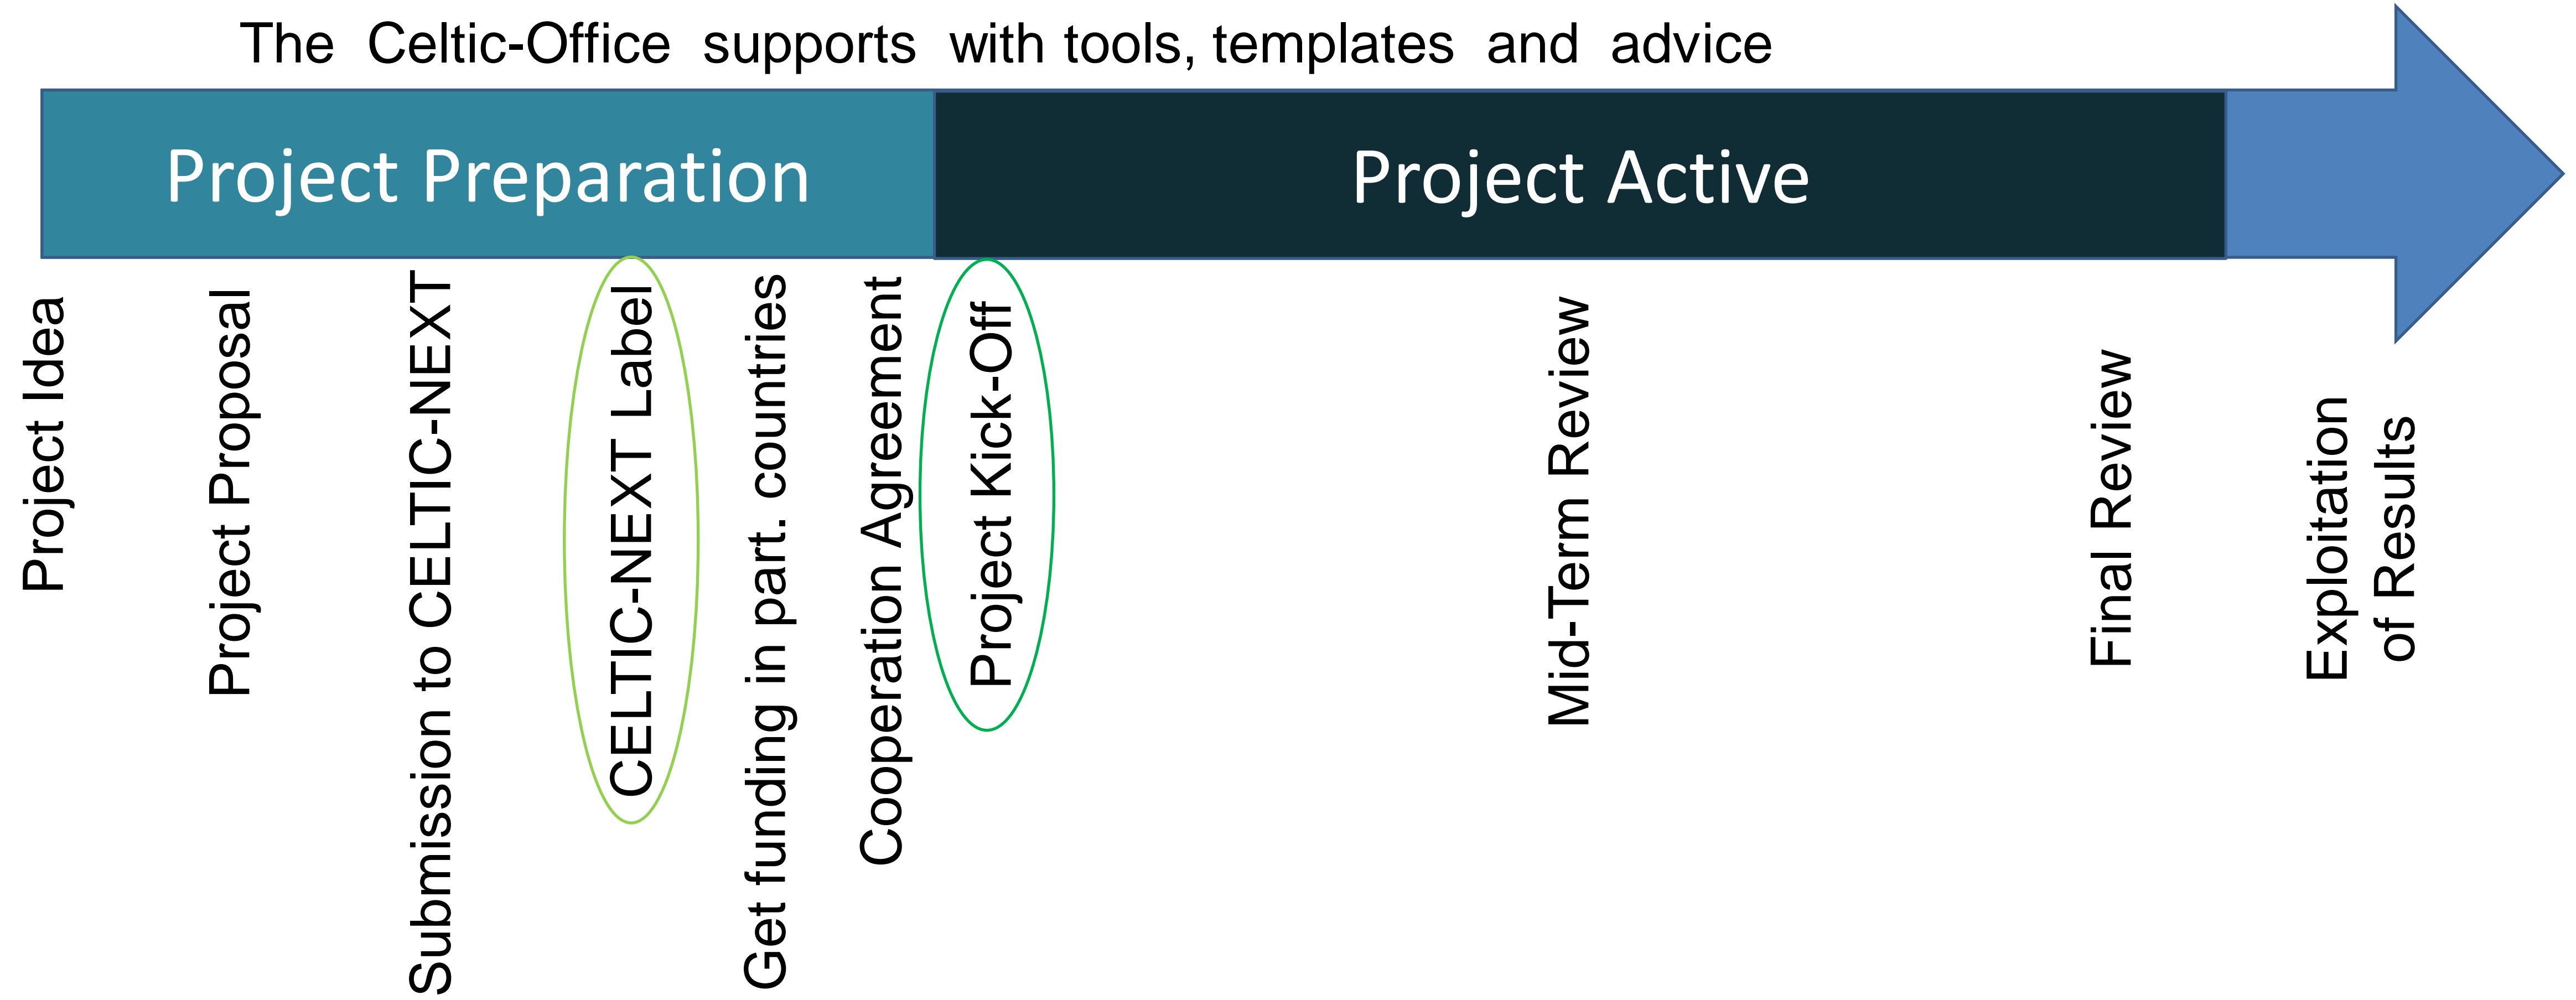 The Celtic-Office supports with tools, templates and advice
Project Preparation
Project Active
Project Idea
Project Proposal
Submission to CELTIC-NEXT
CELTIC-NEXT Label
Get funding in part. countries
Cooperation Agreement
Project Kick-Off
Mid-Term Review
Final Review
Exploitation
of Results